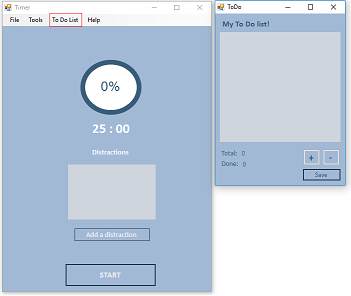 Timer
File Tools To Do List Help
0%
25 : 00
Distractions
Add a distraction
START
ToDo
My To Do list!
Total: 0
Done: 0
+ -
Save